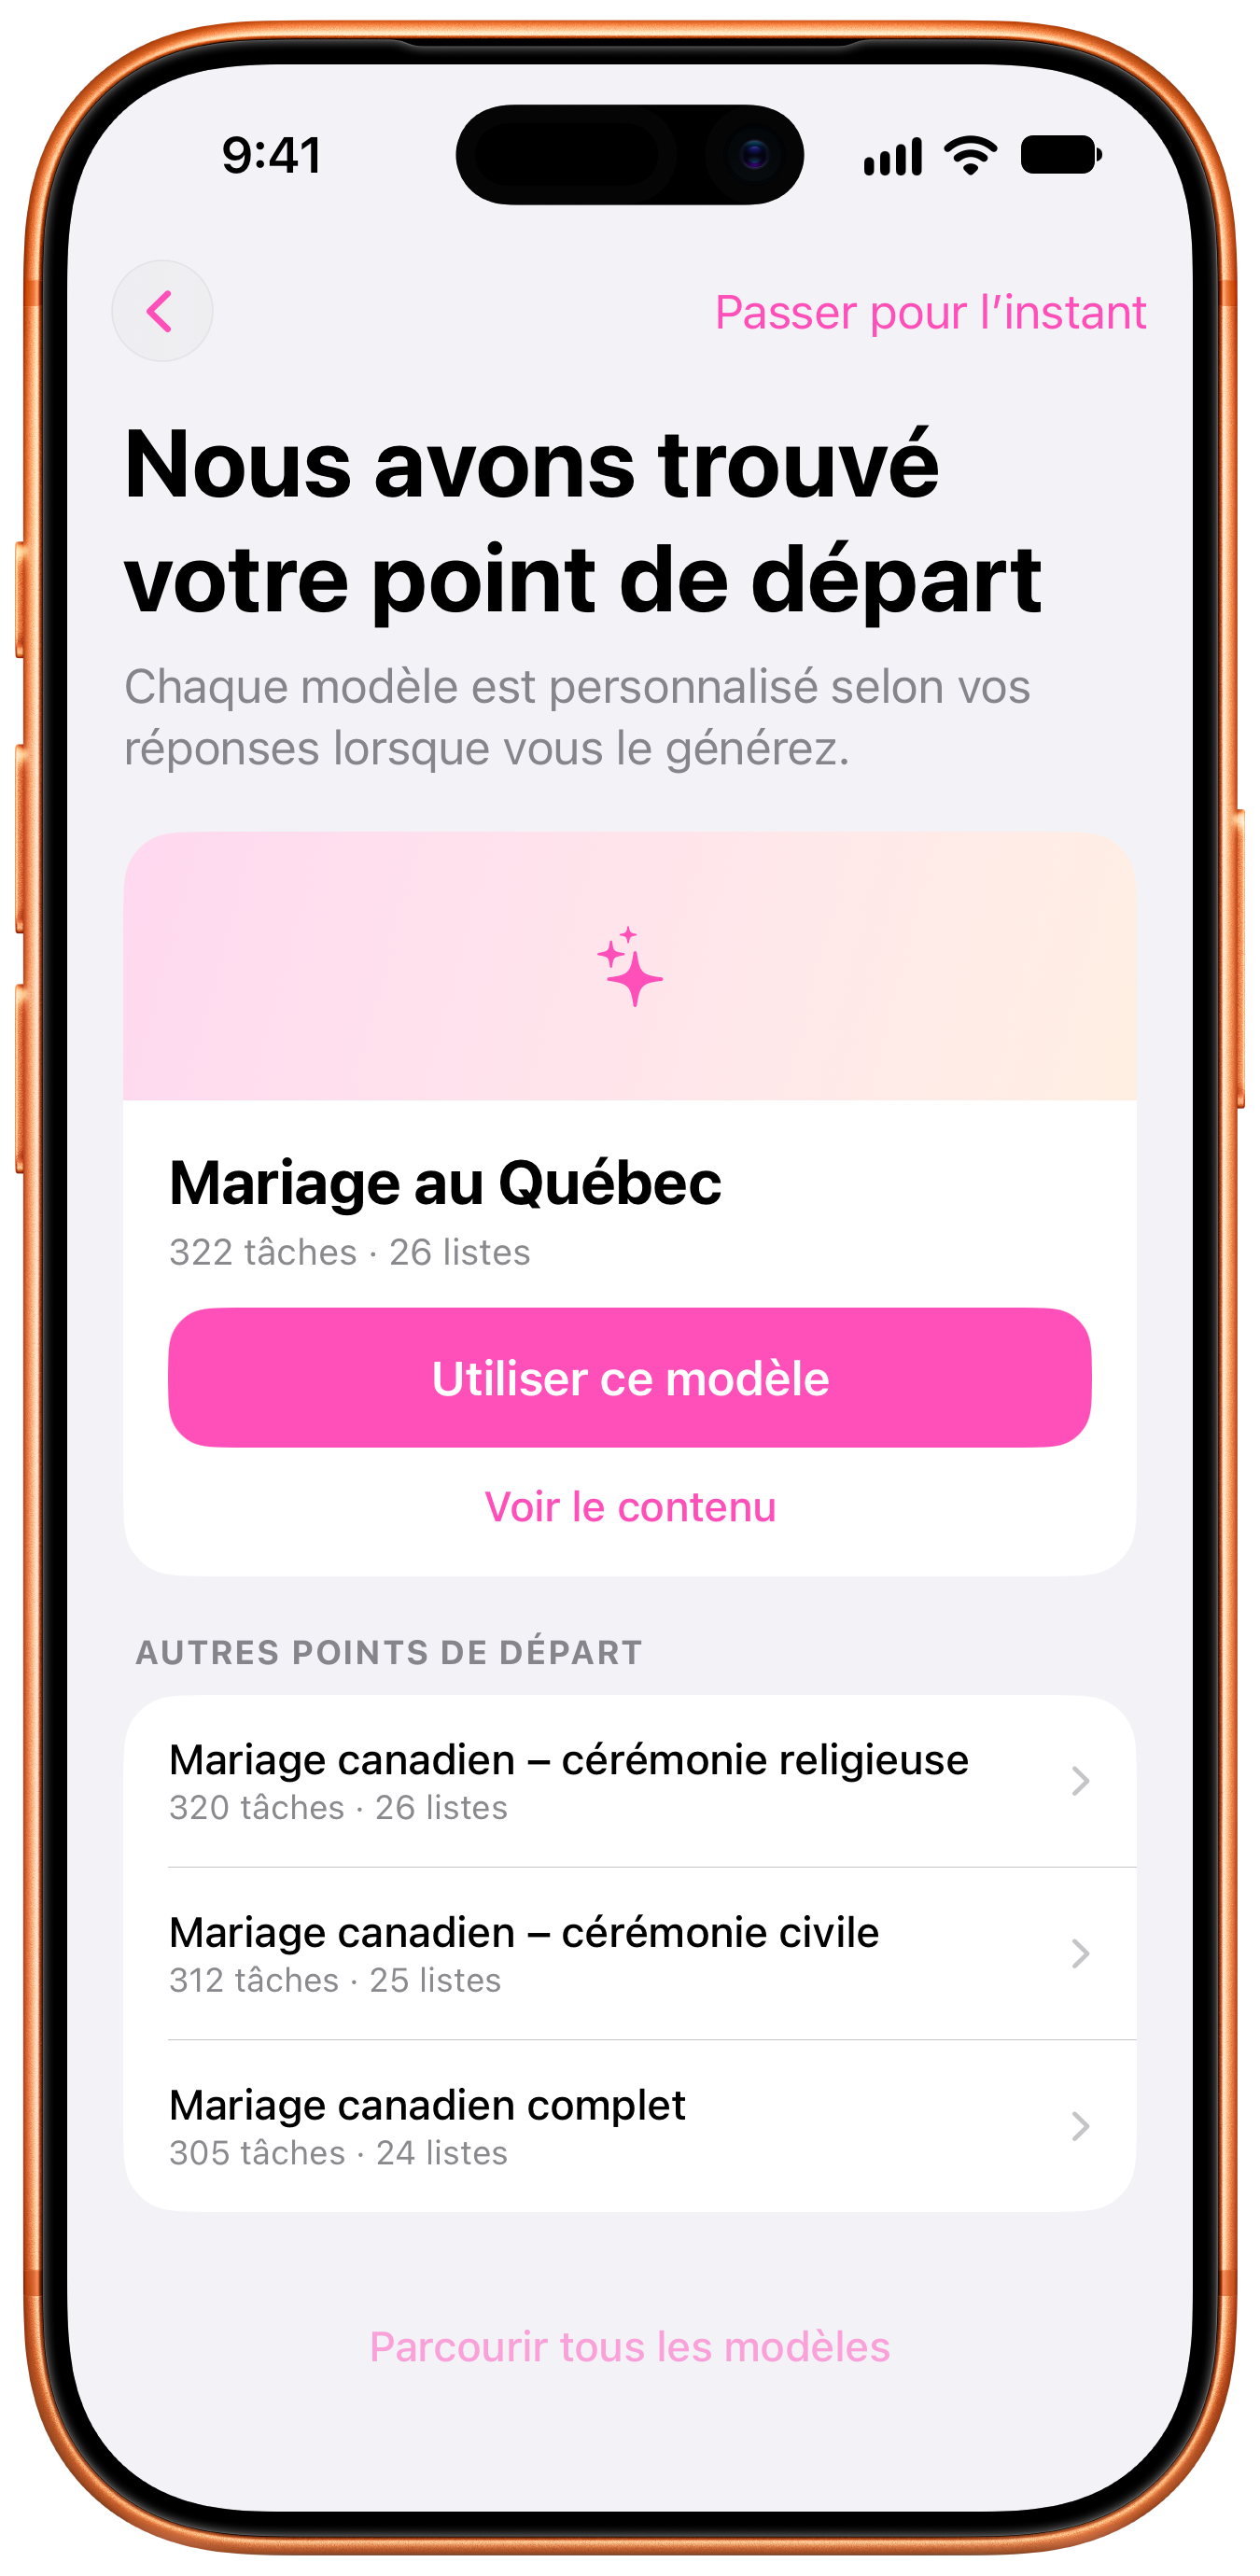 9:41
Passer pour l’instant
Nous avons trouvé
votre point de départ
Chaque modèle est personnalisé selon vos
réponses lorsque vous le générez.
Mariage au Québec
322 tâches · 26 listes
Utiliser ce modèle
Voir le contenu
AUTRES POINTS DE DÉPART
Mariage canadien – cérémonie religieuse
320 tâches · 26 listes
Mariage canadien – cérémonie civile
312 tâches · 25 listes
Mariage canadien complet
305 tâches · 24 listes
Parcourir tous les modèles